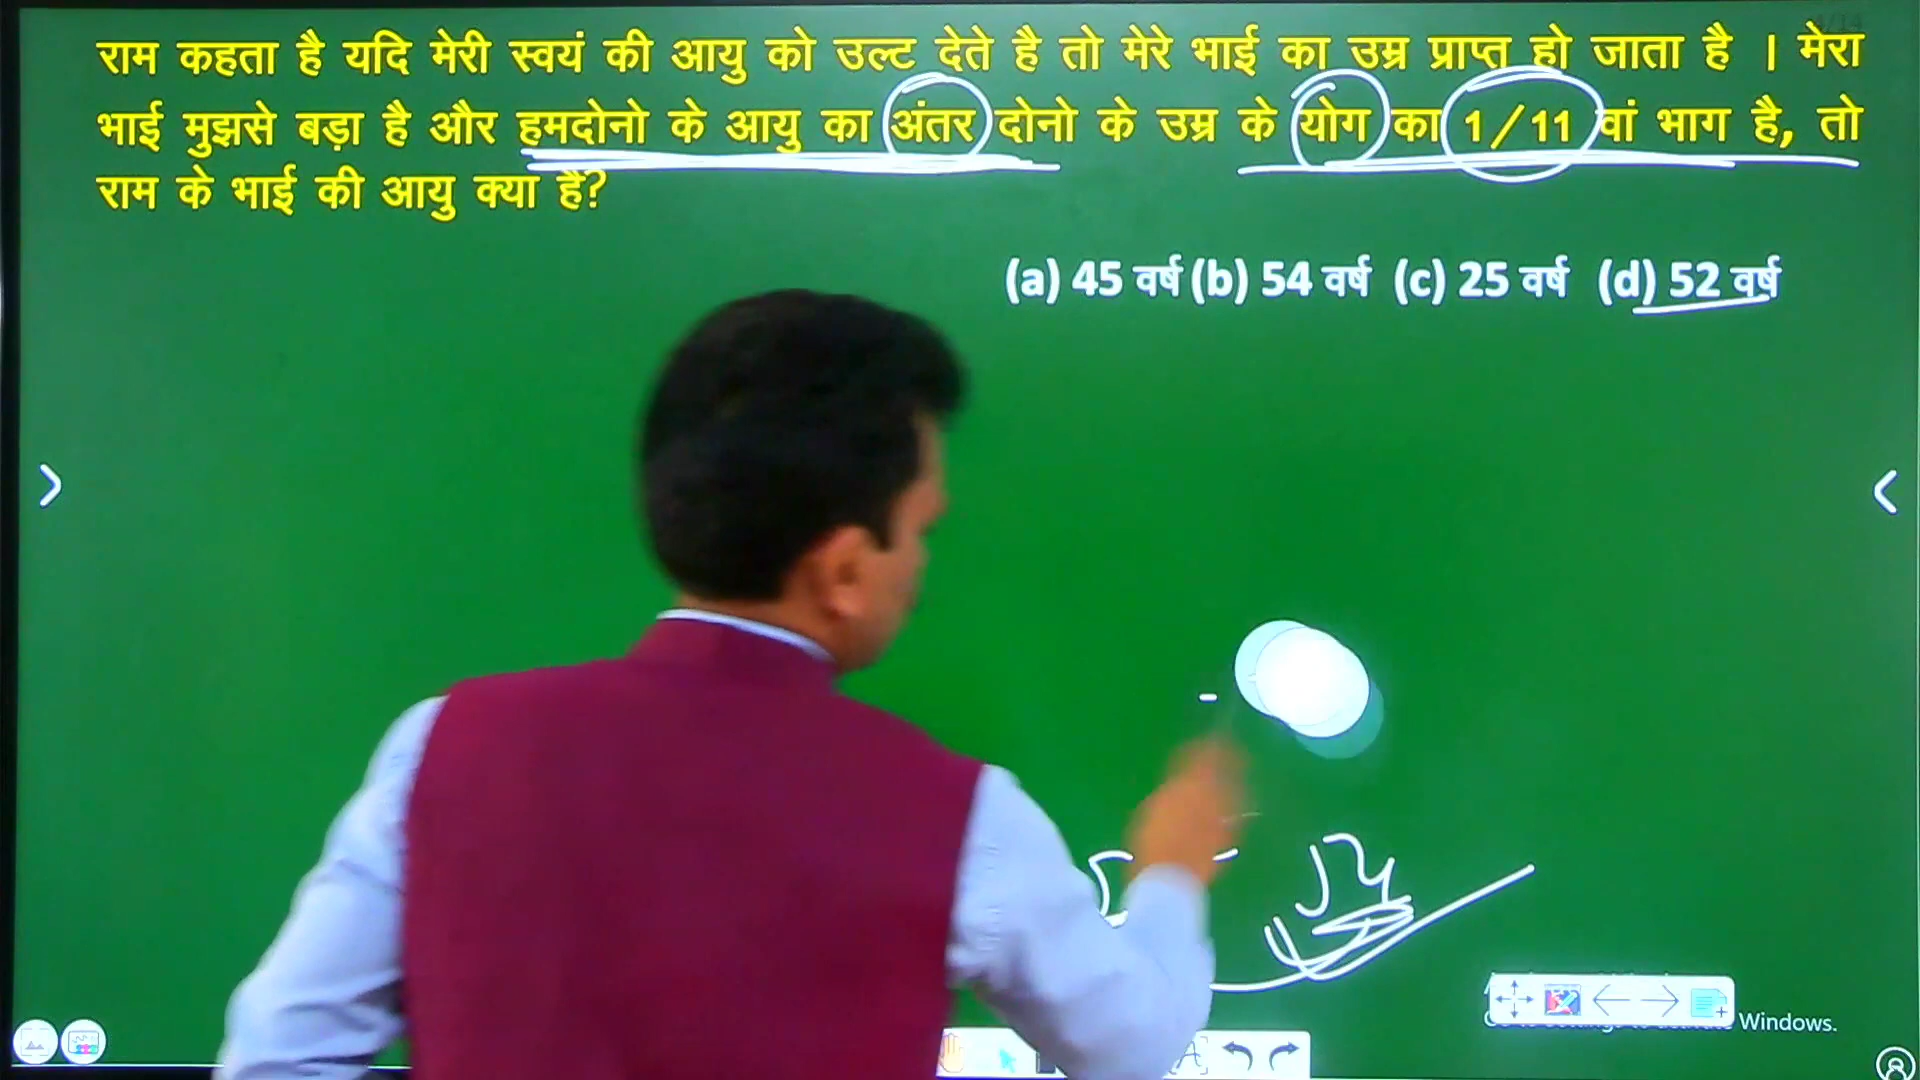 राम कहता है यदि मेरी स्वयं की आयु को उल्ट देते है तो मेरे भाई का उम्र प्राप्त हो जाता है । मेरा
भाई मुझसे बड़ा है और हमदोनो के आयु का अंतर दोनो के उम्र के योग का 1/11 वां भाग है, तो
राम के भाई की आयु क्या है?
(a) 45 वर्ष (b) 54 वर्ष (c) 25 वर्ष (d) 52 वर्ष
54
Windows.